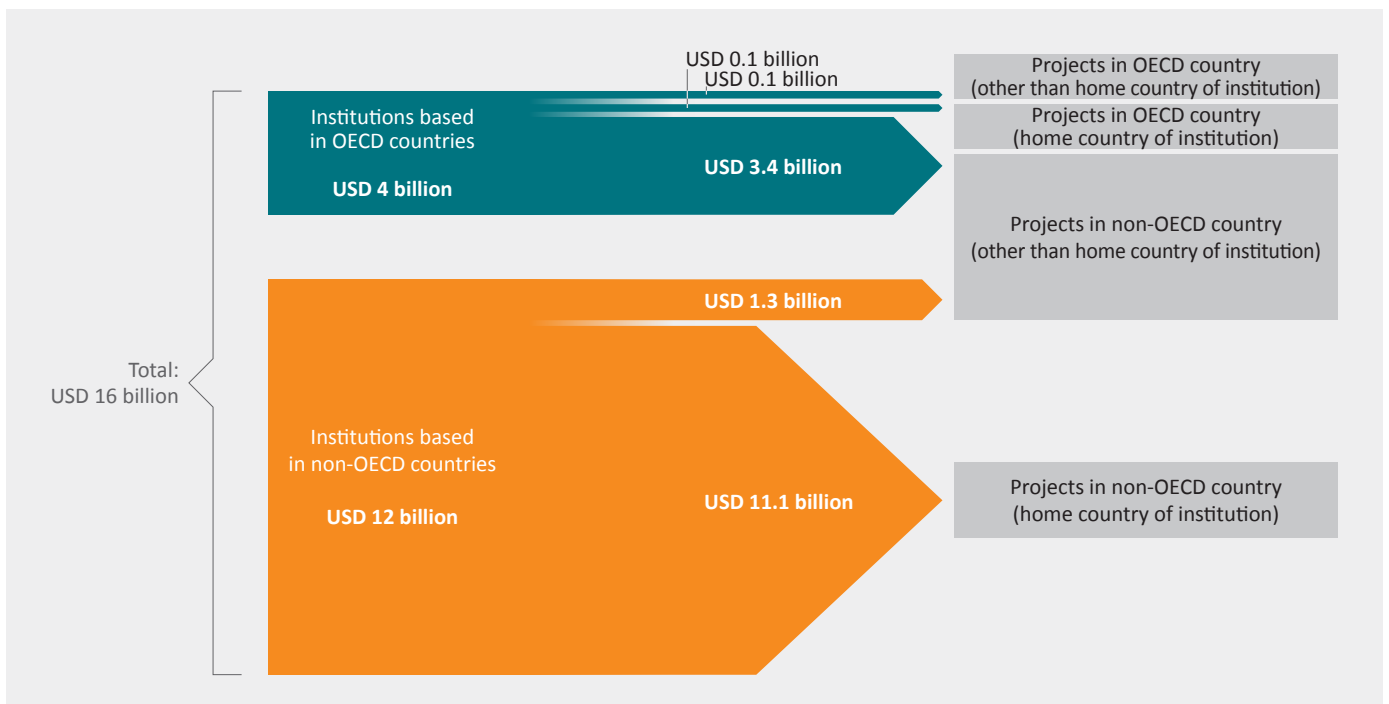 USD 0.1 billion
USD 0.1 billion
Projects in OECD country
(other than home country of institution)
Projects in OECD country
(home country of institution)
Institutions based
in OECD countries
USD 4 billion
USD 3.4 billion
Projects in non-OECD country
(other than home country of institution)
USD 1.3 billion
Total:
USD 16 billion
Institutions based
in non-OECD countries
USD 12 billion
USD 11.1 billion
Projects in non-OECD country
(home country of institution)